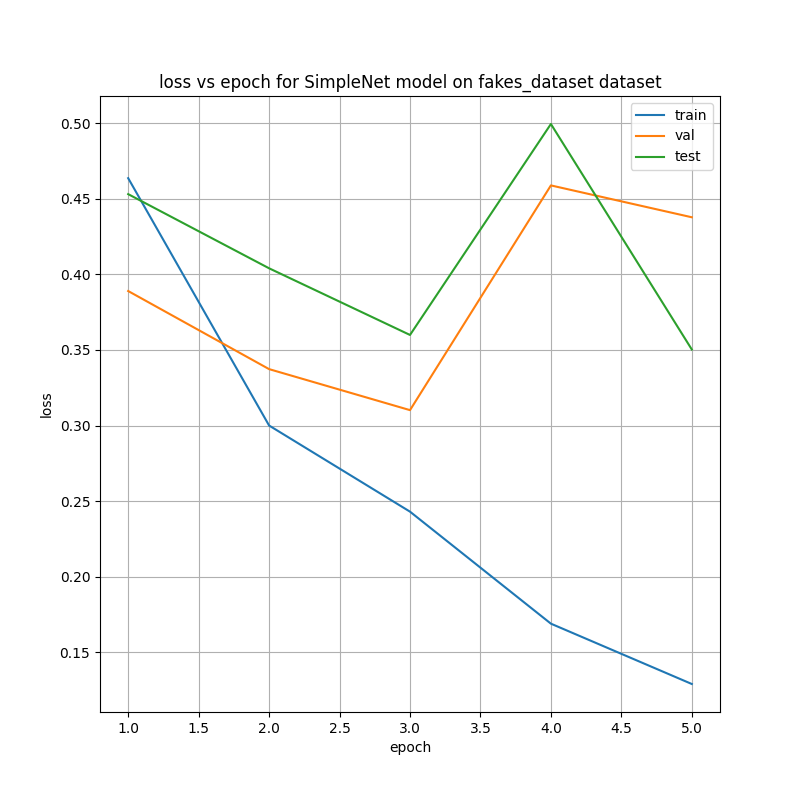 loss vs epoch for SimpleNet model on fakes_dataset dataset
train
val
test
0.50
0.45
0.40
0.35
0.30
0.25
0.20
0.15
loss
1.0 1.5 2.0 2.5 3.0 3.5 4.0 4.5 5.0
epoch